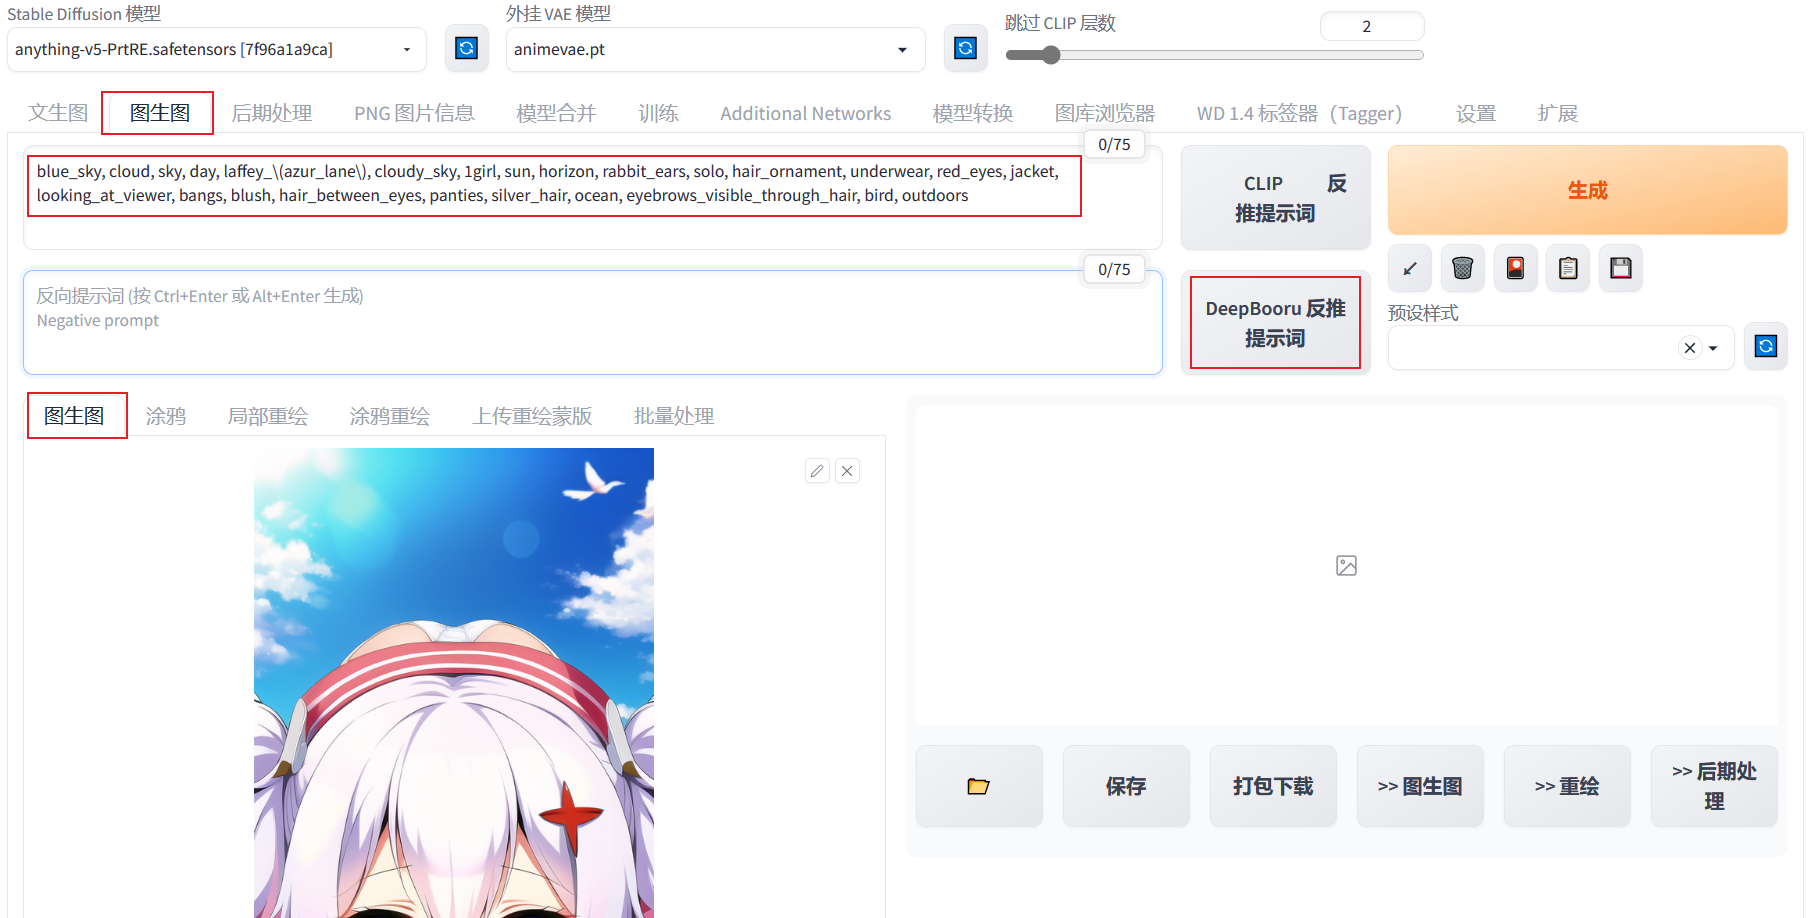 Stable Diffusion 模型
外挂 VAE 模型
跳过 CLIP 层数
2
anything-v5-PrtRE.safetensors [7f96a1a9ca]
animevae.pt
文生图
图生图
后期处理
PNG 图片信息
模型合并
训练
Additional Networks
模型转换
图库浏览器
WD 1.4 标签器（Tagger）
设置
扩展
0/75
blue_sky, cloud, sky, day, laffey_\(azur_lane\), cloudy_sky, 1girl, sun, horizon, rabbit_ears, solo, hair_ornament, underwear, red_eyes, jacket,
looking_at_viewer, bangs, blush, hair_between_eyes, panties, silver_hair, ocean, eyebrows_visible_through_hair, bird, outdoors
CLIP 反
推提示词
生成
0/75
反向提示词 (按 Ctrl+Enter 或 Alt+Enter 生成)
Negative prompt
DeepBooru 反推
提示词
预设样式
图生图
涂鸦
局部重绘
涂鸦重绘
上传重绘蒙版
批量处理
保存
打包下载
>> 图生图
>> 重绘
>> 后期处
理